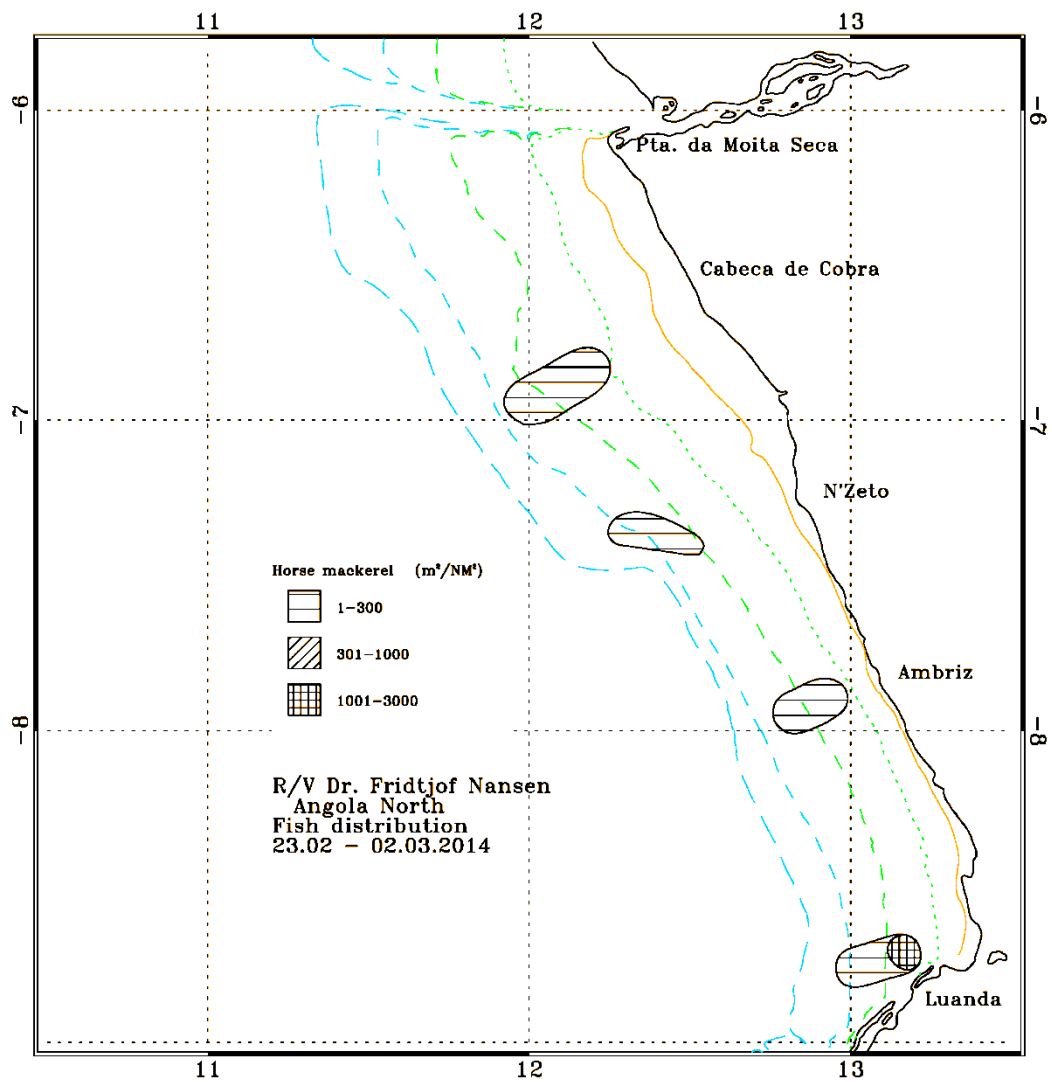 11 12 13
-6 6
Pta. da Moita Seca
Cabeca de Cobra
-7 7
N'Zeto
Horse mackerel (m²/NM²)
1-300
301-1000
1001-3000
Ambriz
-8 8
R/V Dr. Fridtjof Nansen
Angola North
Fish distribution
23.02 - 02.03.2014
Luanda
11 12 13